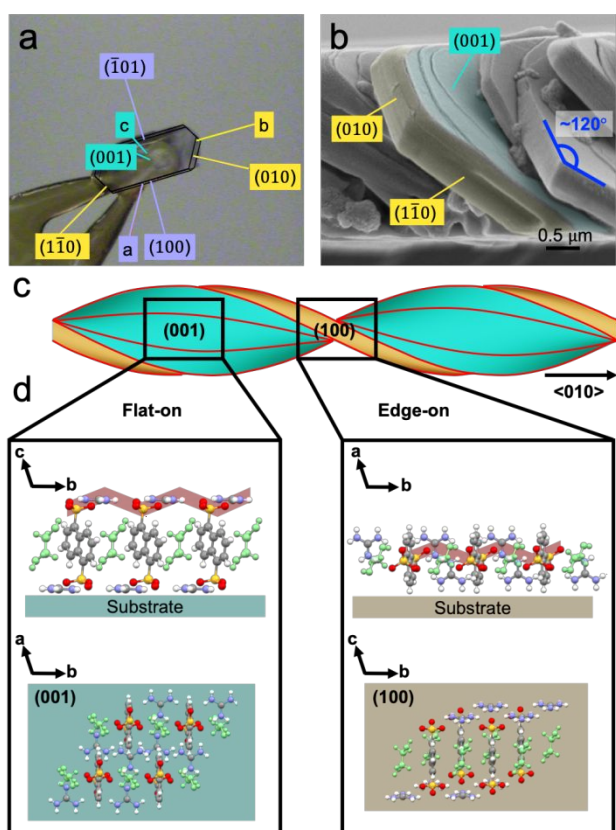 a
(1̅01)
c
b
(001)
(010)
(11̅0)
a
(100)
b
(001)
(010)
~120°
(11̅0)
0.5 μm
c
(001)
(100)
<010>
d
Flat-on
Edge-on
c
b
Substrate
a
b
(001)
a
b
Substrate
c
b
(100)